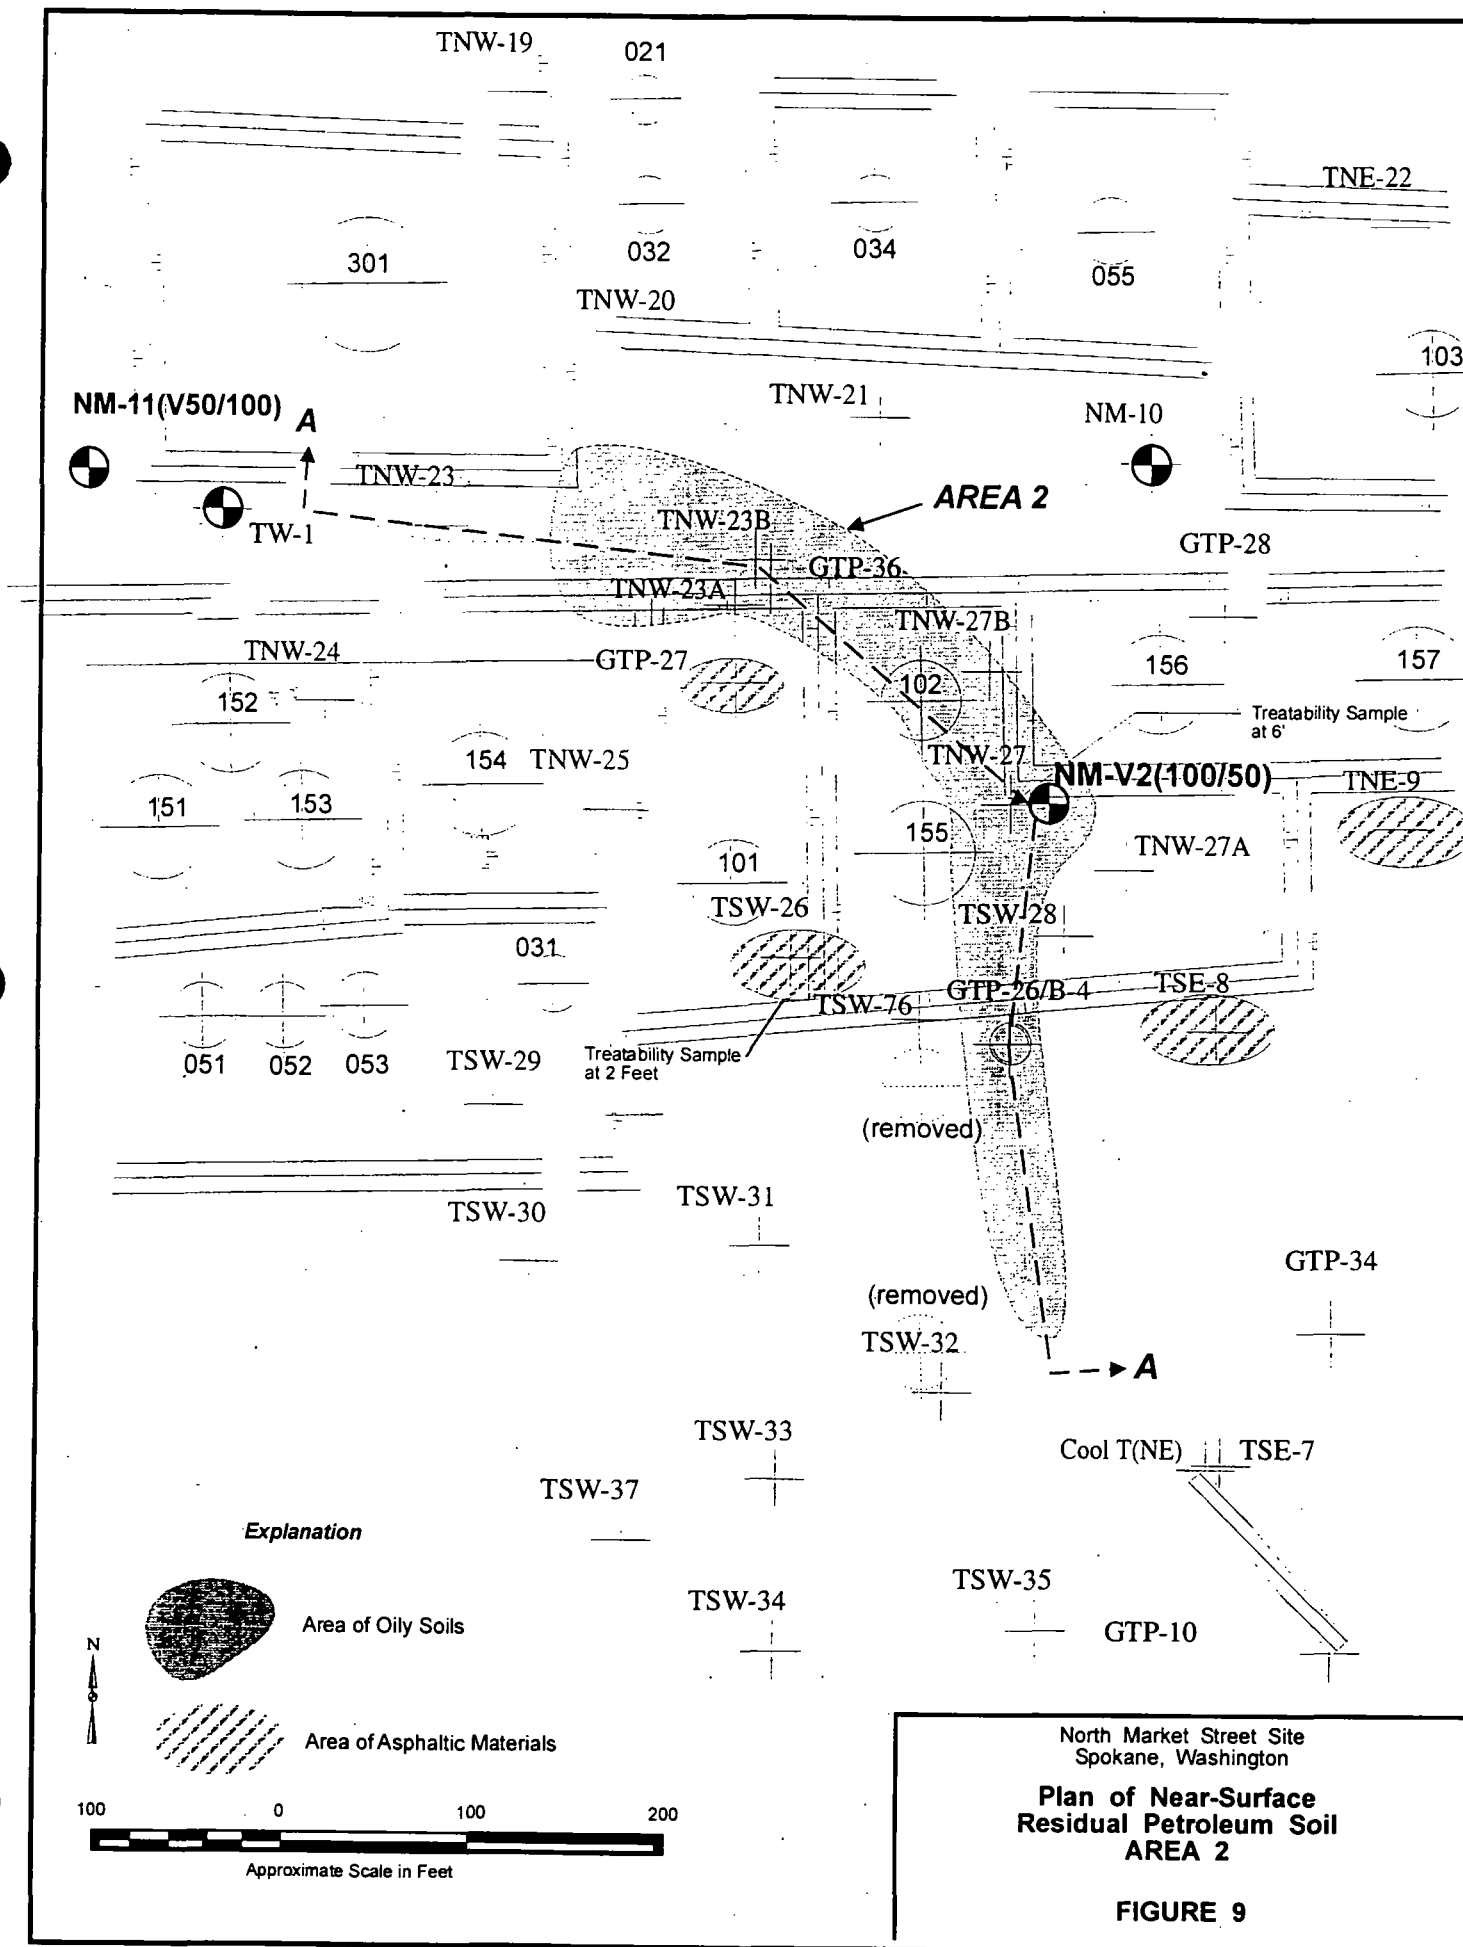 TNW-19
021
TNE-22
301
032
034
055
TNW-20
103
NM-11(V50/100)
A
TNW-21
NM-10
TNW-23
AREA 2
TW-1
TNW-23B
GTP-28
GTP-36
TNW-23A
TNW-27B
TNW-24
GTP-27
156
157
152
102
Treatability Sample
at 6'
154
TNW-25
TNW-27
NM-V2(100/50)
TNE-9
151
153
155
TNW-27A
101
TSW-26
TSW-28
031
GTP-26/B-4
TSE-8
TSW-76
051
052
053
TSW-29
Treatability Sample
at 2 Feet
(removed)
TSW-30
TSW-31
GTP-34
(removed)
TSW-32
A
TSW-33
Cool T(NE)
TSE-7
TSW-37
Explanation
TSW-35
TSW-34
Area of Oily Soils
GTP-10
N
Area of Asphaltic Materials
100
0
100
200
Approximate Scale in Feet
North Market Street Site
Spokane, Washington
Plan of Near-Surface
Residual Petroleum Soil
AREA 2
FIGURE 9